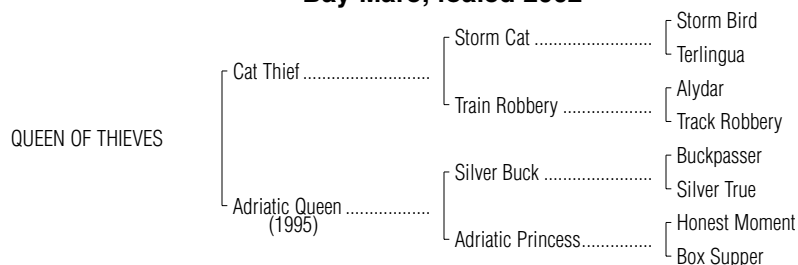 Bay Mare; foaled 2002
Storm Bird
Storm Cat ............................
Terlingua
Cat Thief ..............................
Alydar
Train Robbery .....................
Track Robbery
QUEEN OF THIEVES
Buckpasser
Silver Buck .........................
Silver True
Adriatic Queen ....................
(1995)
Honest Moment
Adriatic Princess.................
Box Supper